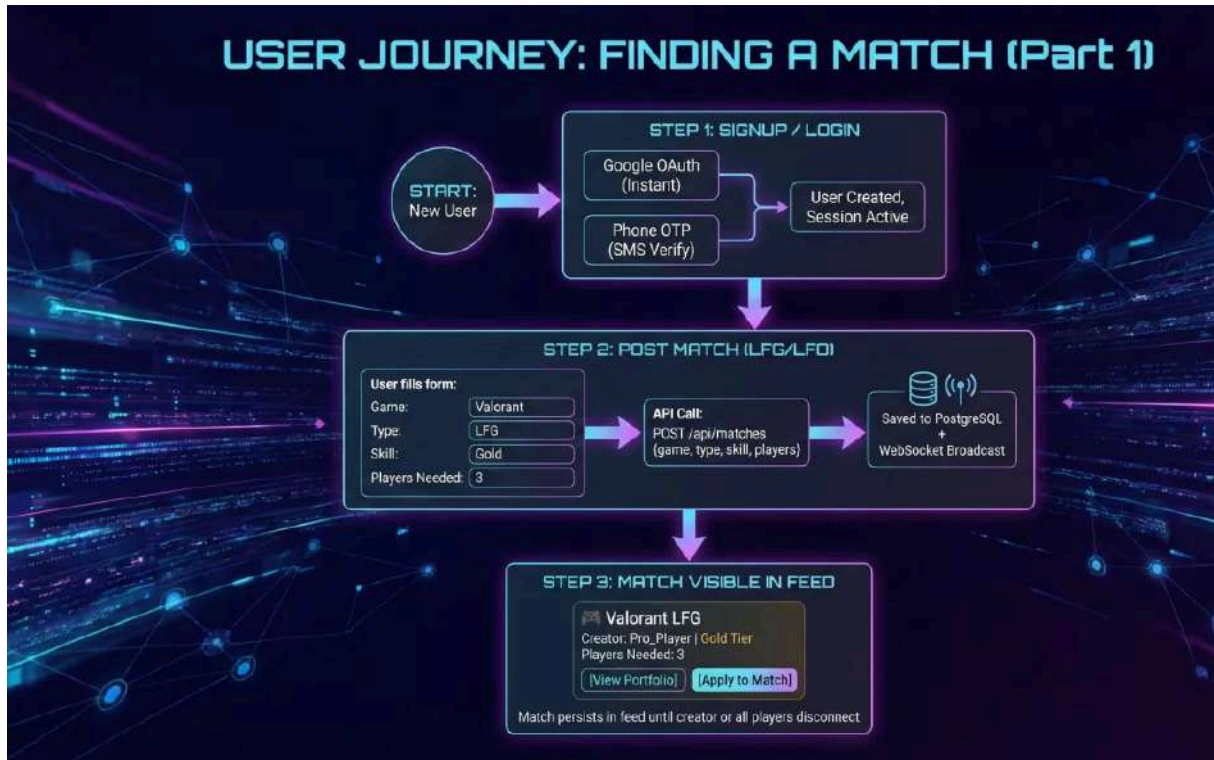 USER JOURNEY: FINDING A MATCH (Part 1)
START:
New User
STEP 1: SIGNUP / LOGIN
Google OAuth
(Instant)
Phone OTP
(SMS Verify)
User Created,
Session Active
STEP 2: POST MATCH (LFG/LFO)
User fills form:
Game: Valorant
Type: LFG
Skill: Gold
Players Needed: 3
API Call:
POST /api/matches
(game, type, skill, players)
Saved to PostgreSQL
+
WebSocket Broadcast
STEP 3: MATCH VISIBLE IN FEED
Valorant LFG
Creator: Pro_Player | Gold Tier
Players Needed: 3
[View Portfolio] [Apply to Match]
Match persists in feed until creator or all players disconnect